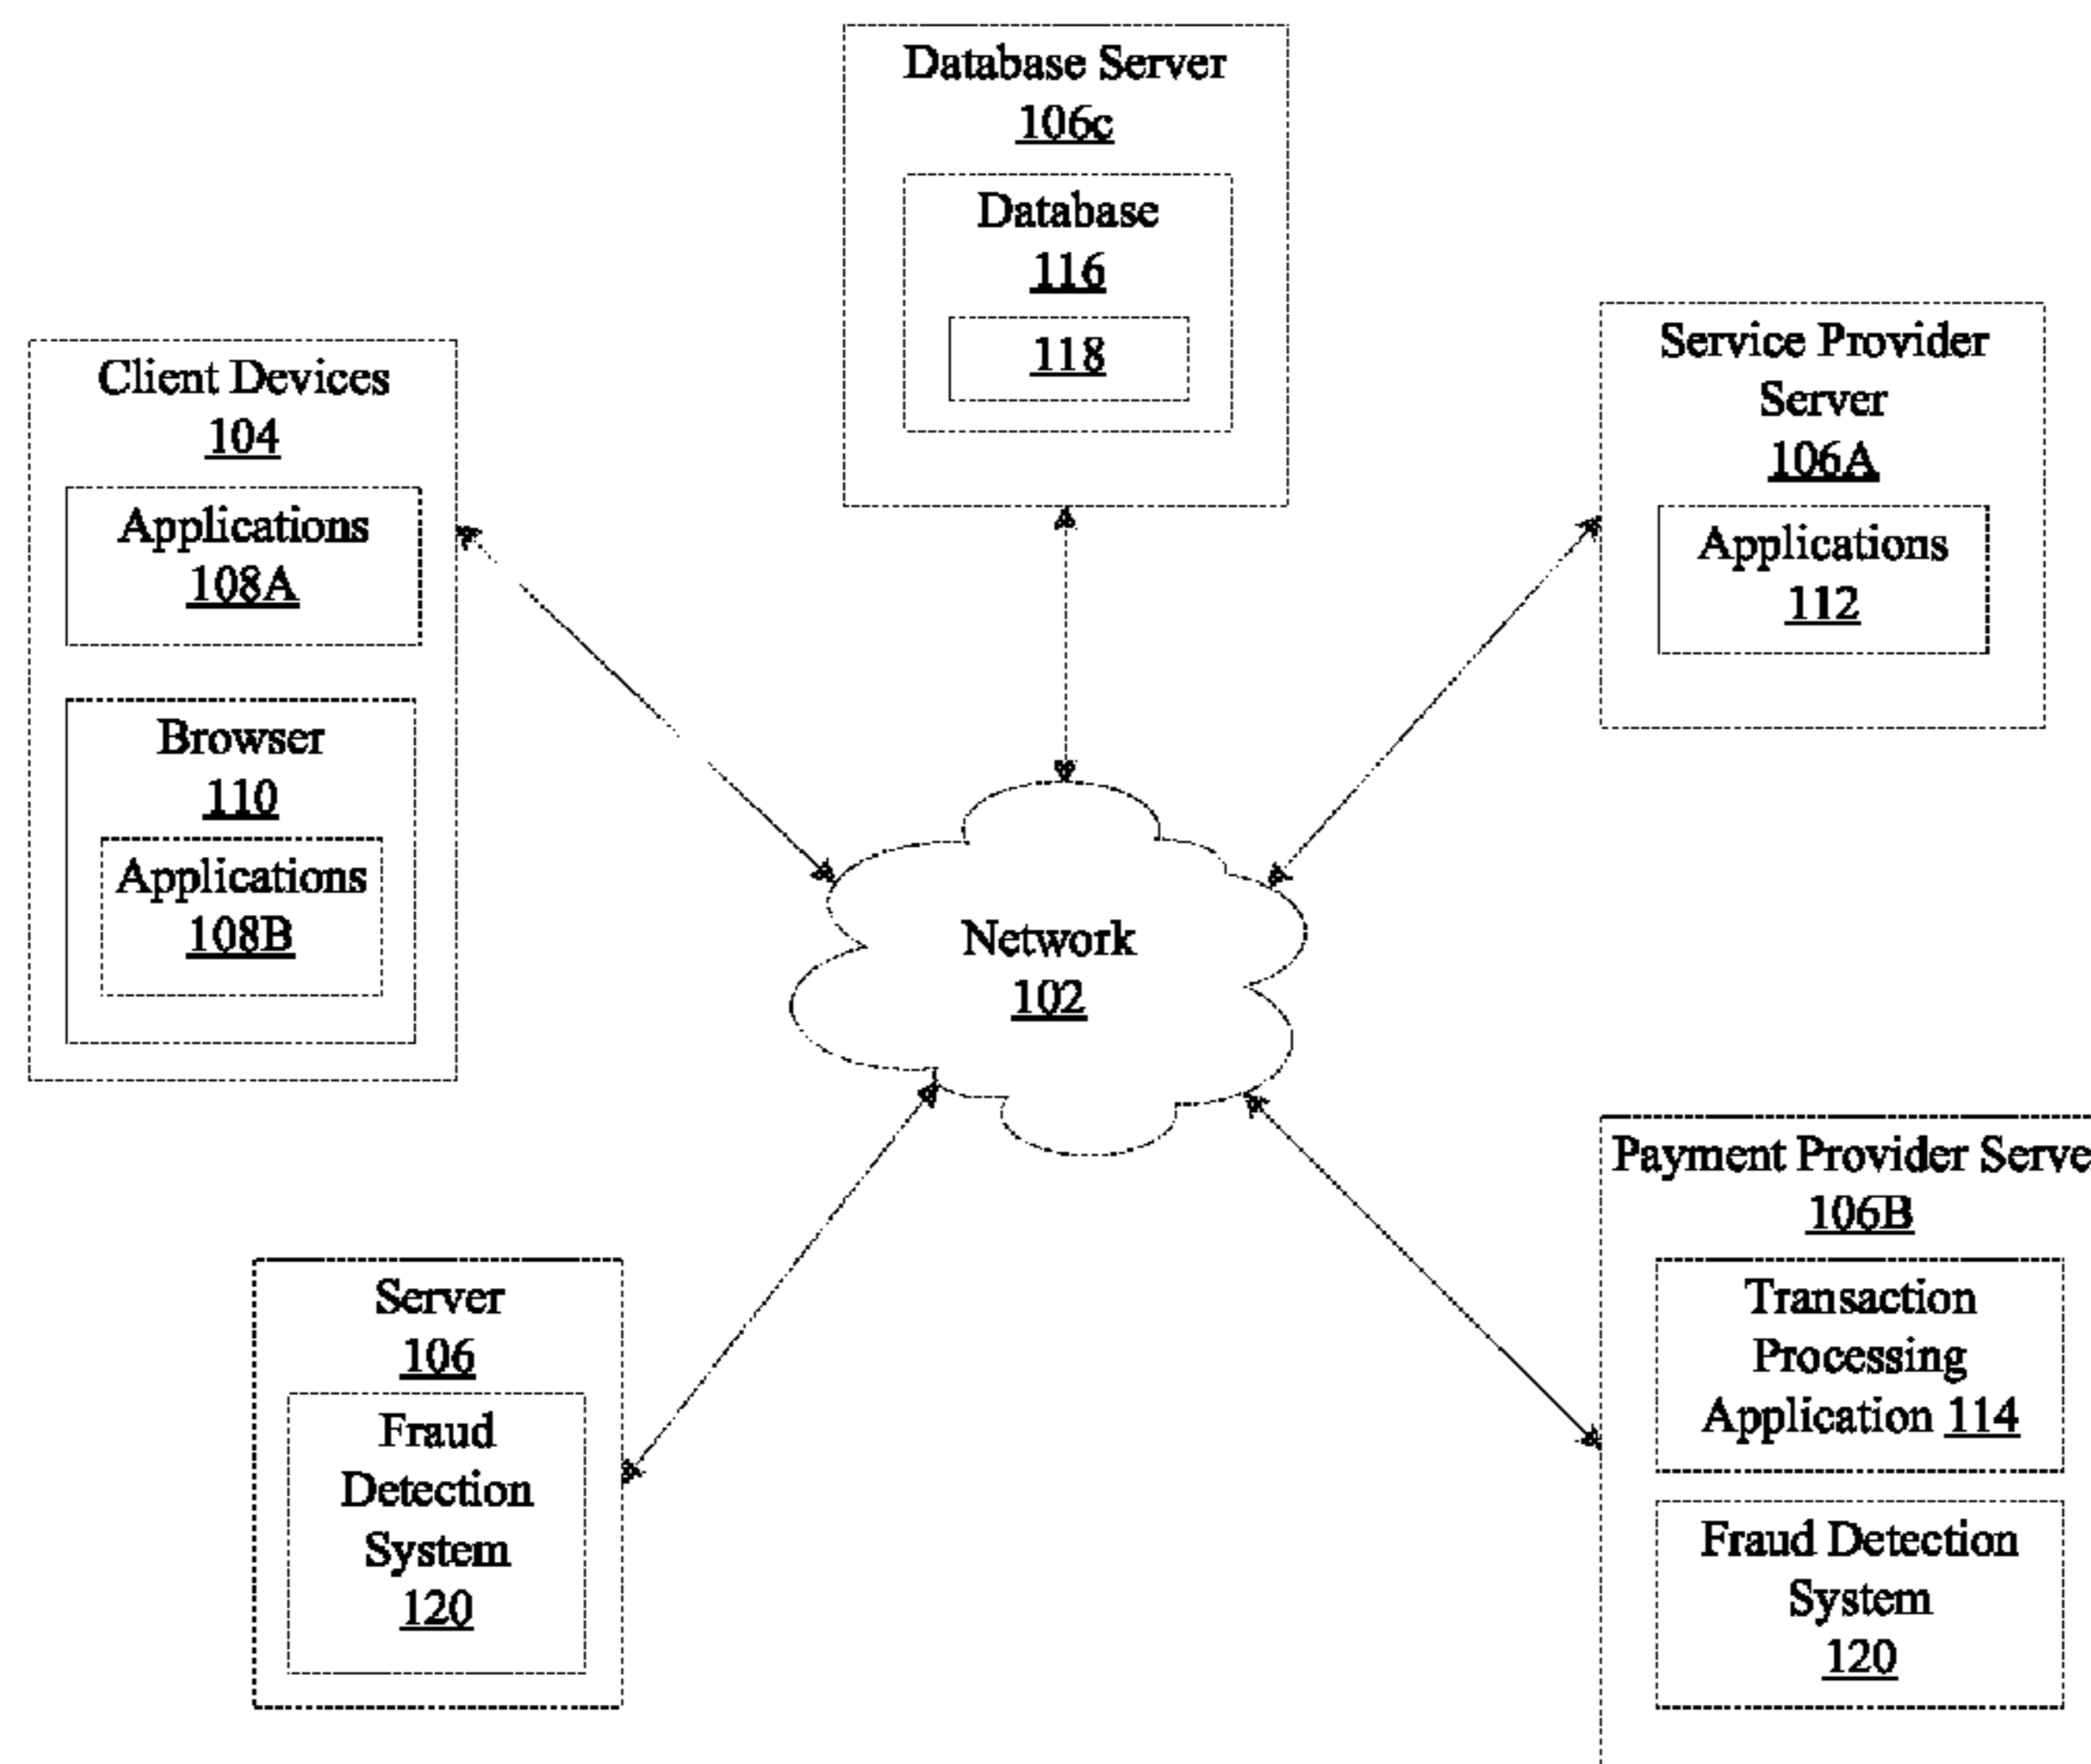 Database Server
106c
Database
116
118
Client Devices
104
Applications
108A
Browser
110
Applications
108B
Service Provider
Server
106A
Applications
112
Network
102
Server
106
Fraud
Detection
System
120
Payment Provider Serve
106B
Transaction
Processing
Application 114
Fraud Detection
System
120